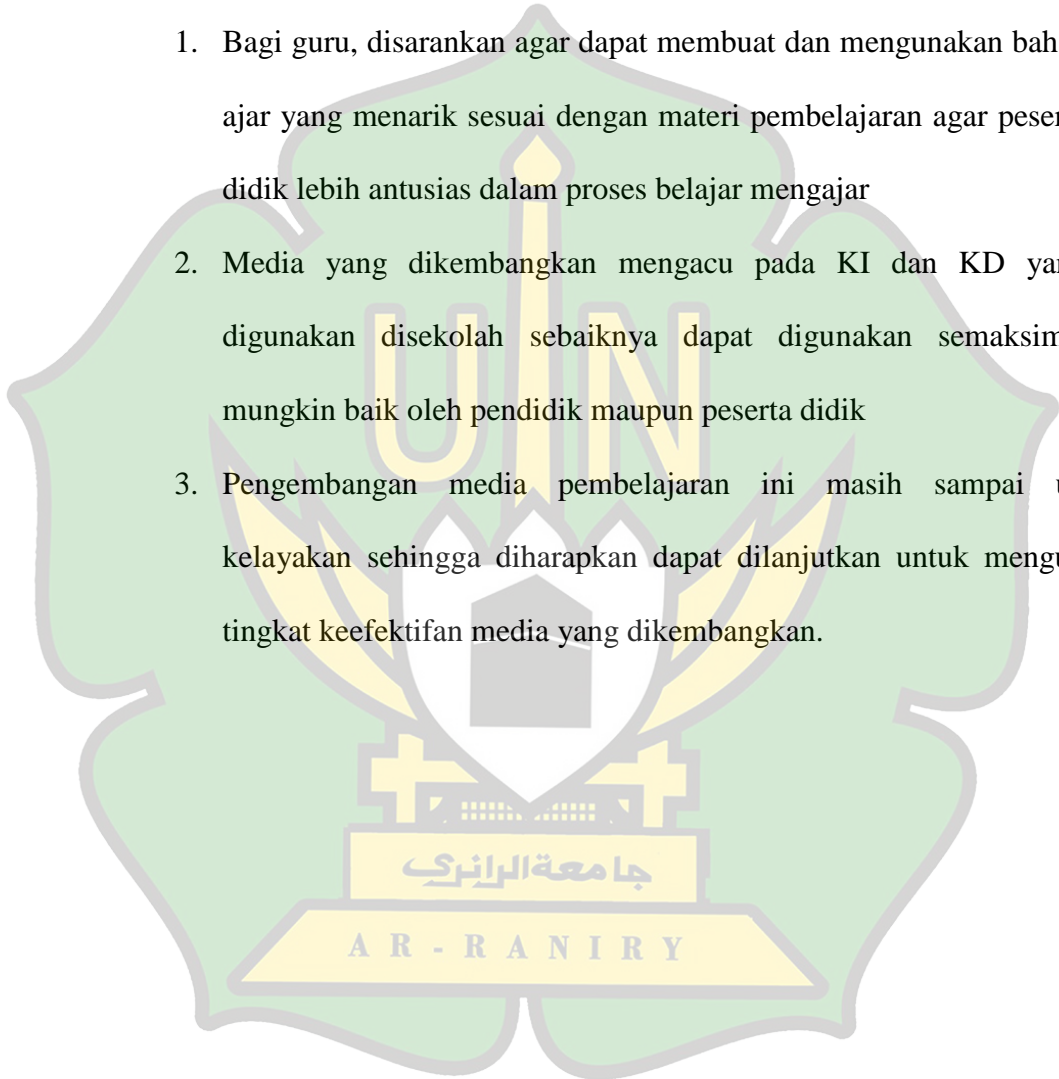 1. Bagi guru, disarankan agar dapat membuat dan mengunakan bah
ajar yang menarik sesuai dengan materi pembelajaran agar peser
didik lebih antusias dalam proses belajar mengajar
2. Media yang dikembangkan mengacu pada KI dan KD yan
digunakan disekolah sebaiknya dapat digunakan semaksim
mungkin baik oleh pendidik maupun peserta didik
3. Pengembangan media pembelajaran ini masih sampai u
kelayakan sehingga diharapkan dapat dilanjutkan untuk mengu
tingkat keefektifan media yang dikembangkan.
UIN
جامعة الرانري
AR-RANIRY